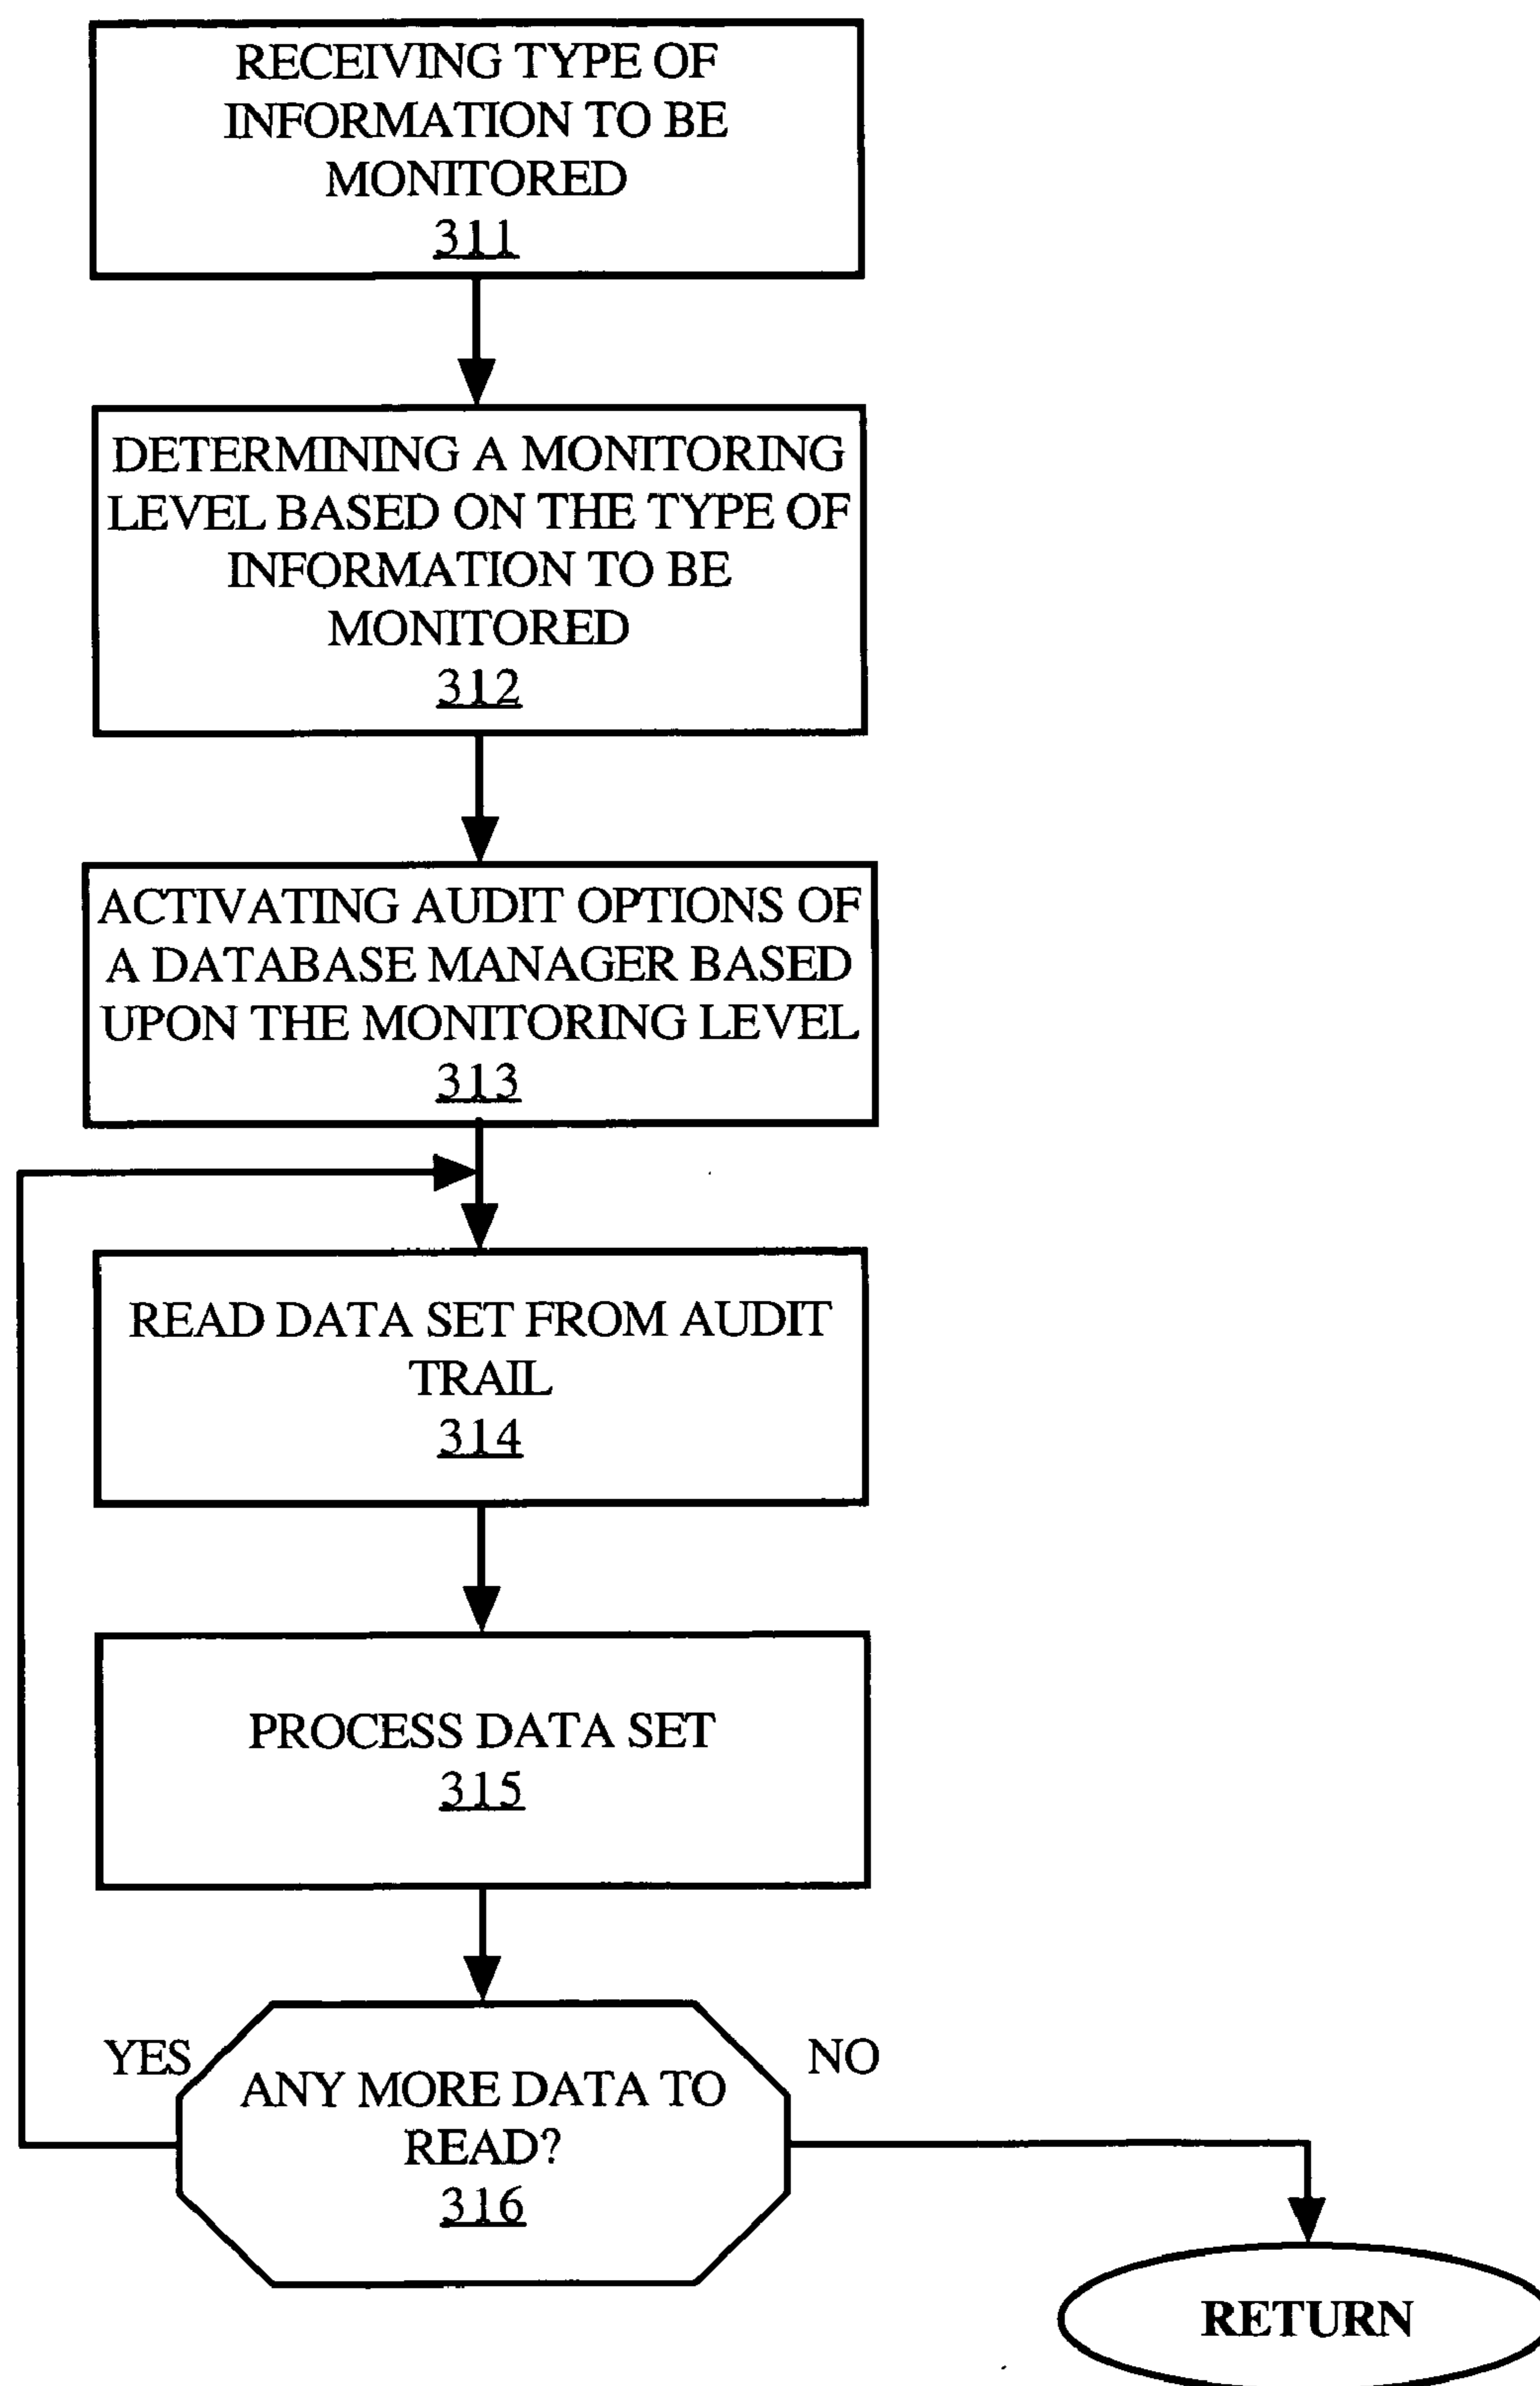 RECEIVING TYPE OF
INFORMATION TO BE
MONITORED
311
DETERMINING A MONITORING
LEVEL BASED ON THE TYPE OF
INFORMATION TO BE
MONITORED
312
ACTIVATING AUDIT OPTIONS OF
A DATABASE MANAGER BASED
UPON THE MONITORING LEVEL
313
READ DATA SET FROM AUDIT
TRAIL
314
PROCESS DATA SET
315
YES
NO
ANY MORE DATA TO
READ?
316
RETURN